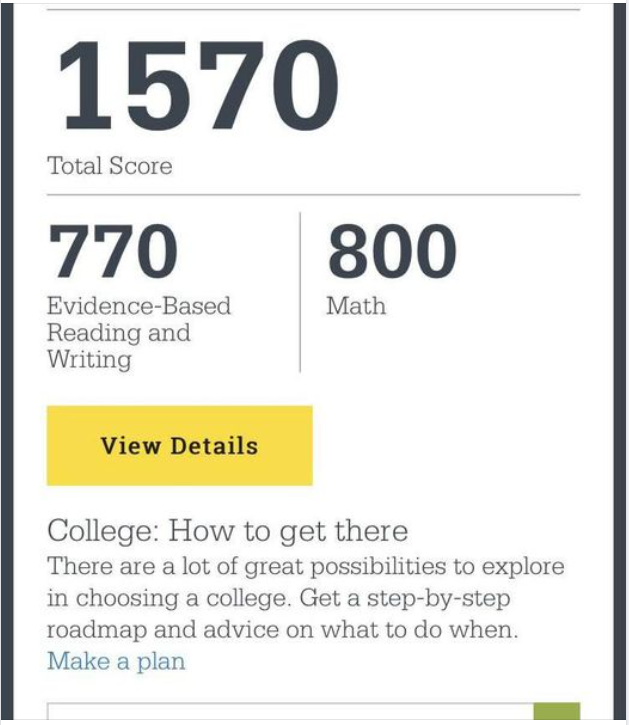 1570
Total Score
770
Evidence-Based
Reading and
Writing
800
Math
View Details
College: How to get there
There are a lot of great possibilities to explore
in choosing a college. Get a step-by-step
roadmap and advice on what to do when.
Make a plan